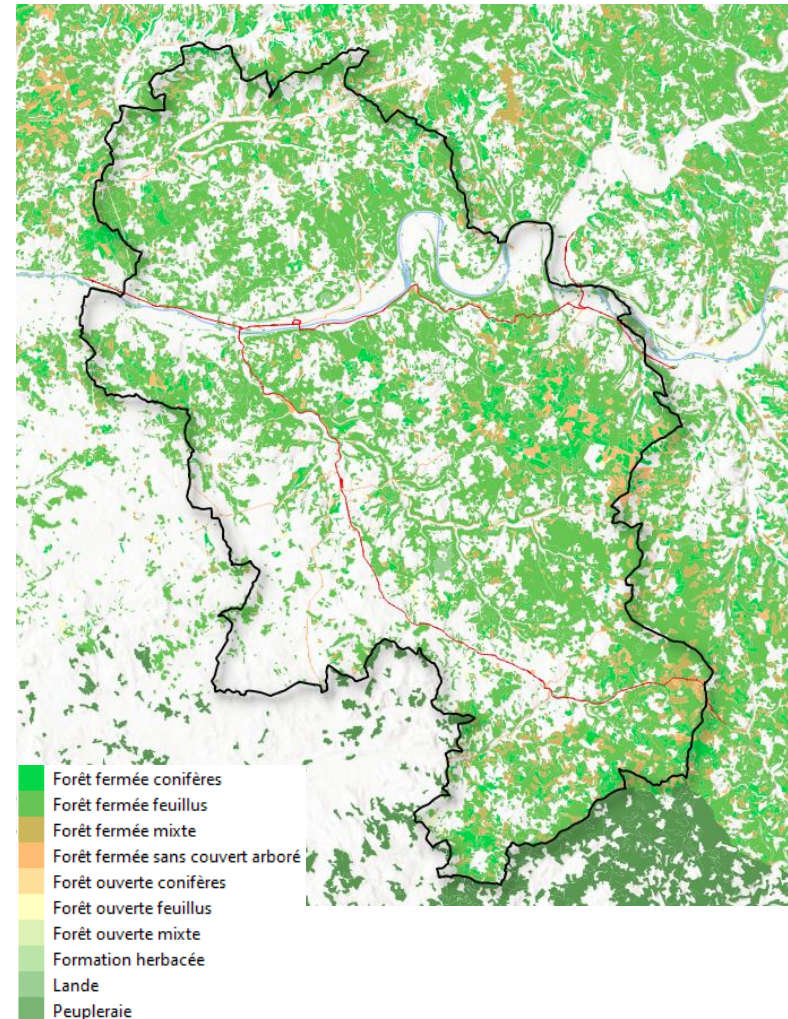 Forêt fermée conifères
Forêt fermée feuillus
Forêt fermée mixte
Forêt fermée sans couvert arboré
Forêt ouverte conifères
Forêt ouverte feuillus
Forêt ouverte mixte
Formation herbacée
Lande
Peupleraie